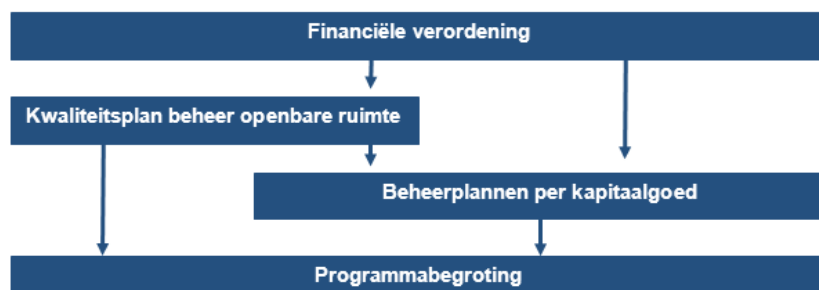 Financiële verordening
Kwaliteitsplan beheer openbare ruimte
Beheerplannen per kapitaalgoed
Programmabegroting